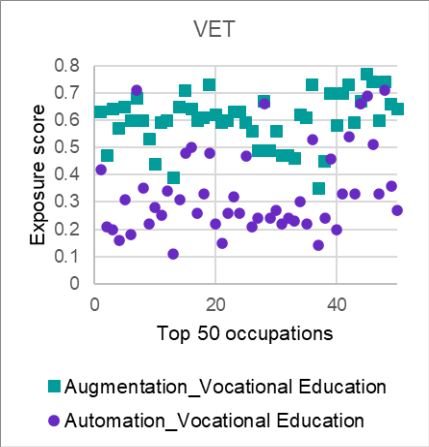 VET
0.8
0.7
0.6
0.5
0.4
0.3
0.2
0.1
0
Exposure score
0 20 40
Top 50 occupations
Augmentation_Vocational Education
Automation_Vocational Education